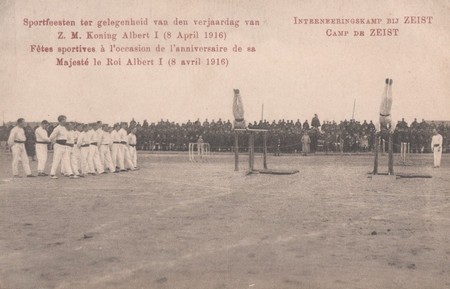 Sportfeesten ter gelegenheid van den verjaardag van
Z. M. Koning Albert I (8 April 1916)
Fêtes sportives à l'occasion de l'anniversaire de sa
Majesté le Roi Albert I (8 avril 1916)
Interneeringskamp bij ZEIST
Camp de ZEIST